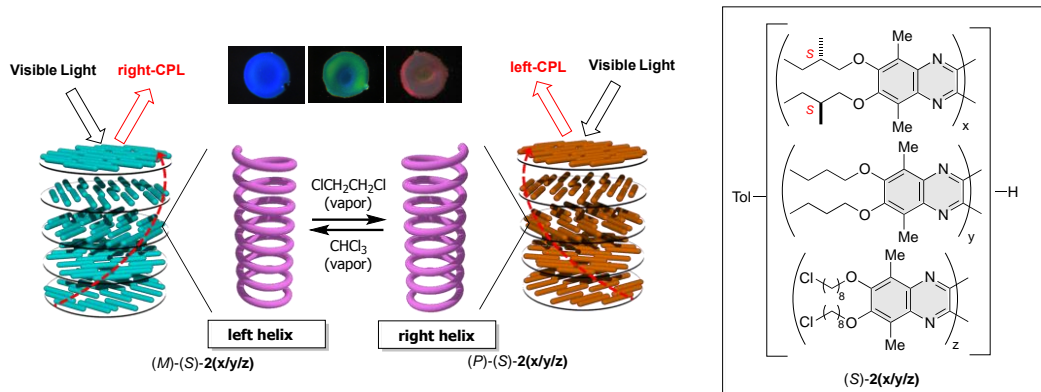 Visible Light
right-CPL
left-CPL
Visible Light
ClCH₂CH₂Cl
(vapor)
CHCl₃
(vapor)
left helix
right helix
(M)-(S)-2(x/y/z)
(P)-(S)-2(x/y/z)
Me
S
O
N
O
N
S
Me
x
Me
O
N
Tol
H
O
N
Me
y
Me
Cl
O
N
8
Cl
8
O
N
Me
z
(S)-2(x/y/z)